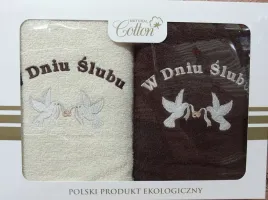 Cotton
W Dniu Ślubu
W Dniu Ślubu
POLSKI PRODUKT EKOLOGICZNY